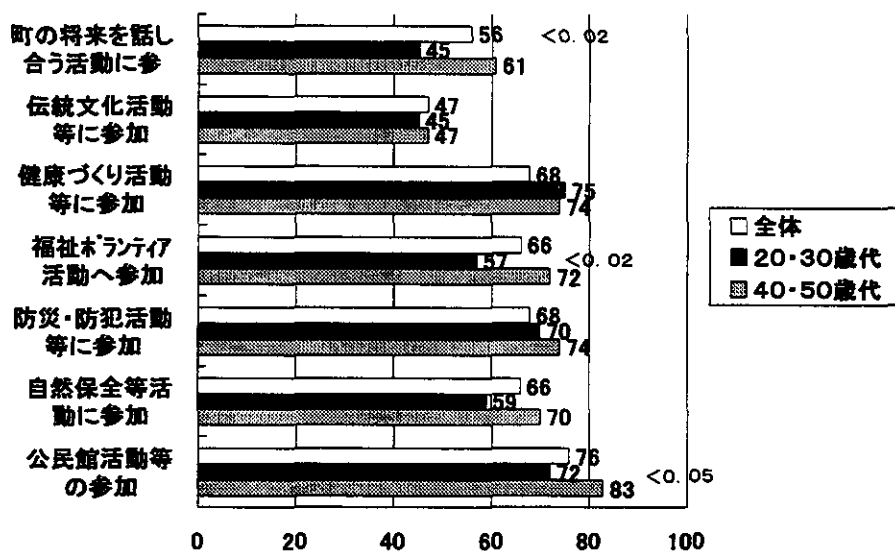 町の将来を話し
合う活動に参
56
45
61
<0.02
伝統文化活動
等に参加
47
45
47
健康づくり活動
等に参加
68
75
74
福祉ボランティア
活動へ参加
66
57
72
<0.02
防災・防犯活動
等に参加
68
70
74
自然保全等活
動に参加
66
59
70
公民館活動等
の参加
76
72
83
<0.05
0 20 40 60 80 100
全体
20・30歳代
40・50歳代